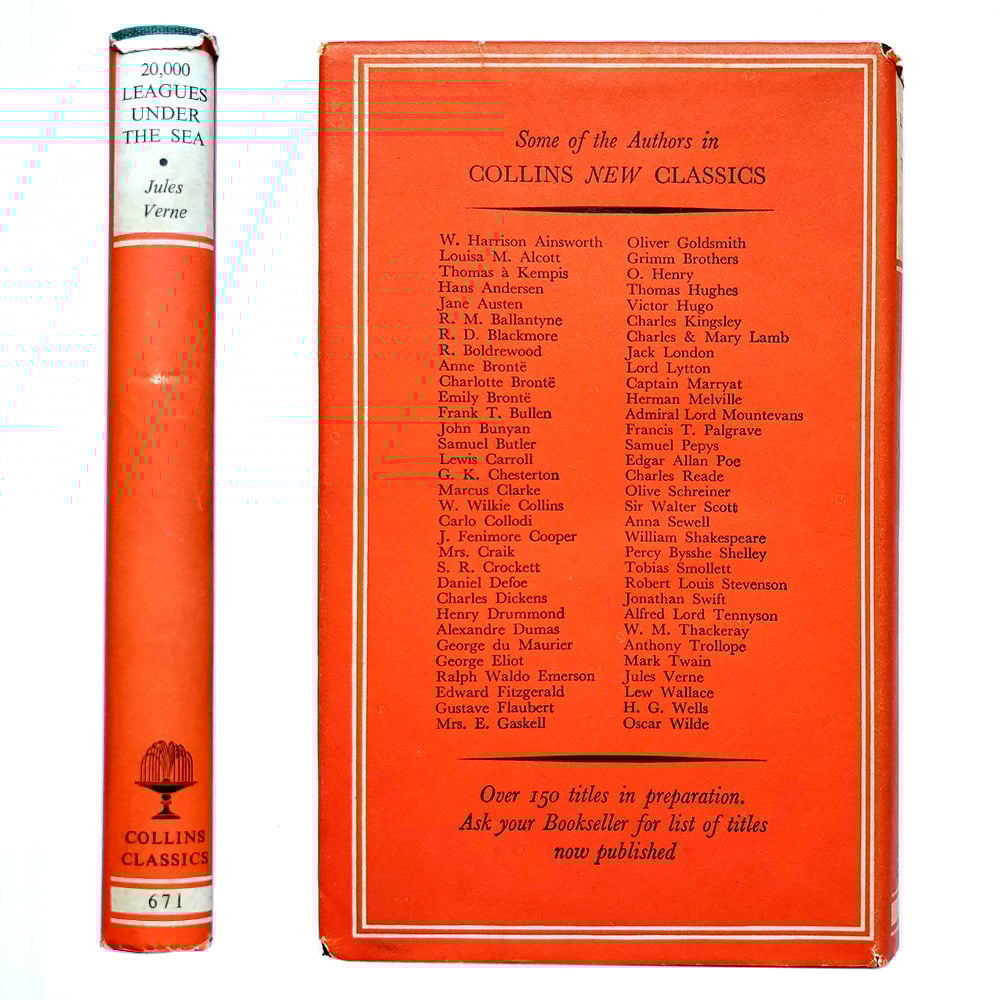 20,000
LEAGUES
UNDER
THE SEA
•
Jules
Verne
COLLINS
CLASSICS
671
Some of the Authors in
COLLINS NEW CLASSICS
W. Harrison Ainsworth
Louisa M. Alcott
Thomas à Kempis
Hans Andersen
Jane Austen
R. M. Ballantyne
R. D. Blackmore
R. Boldrewood
Anne Brontë
Charlotte Brontë
Emily Brontë
Frank T. Bullen
John Bunyan
Samuel Butler
Lewis Carroll
G. K. Chesterton
Marcus Clarke
W. Wilkie Collins
Carlo Collodi
J. Fenimore Cooper
Mrs. Craik
S. R. Crockett
Daniel Defoe
Charles Dickens
Henry Drummond
Alexandre Dumas
George du Maurier
George Eliot
Ralph Waldo Emerson
Edward Fitzgerald
Gustave Flaubert
Mrs. E. Gaskell
Oliver Goldsmith
Grimm Brothers
O. Henry
Thomas Hughes
Victor Hugo
Charles Kingsley
Charles & Mary Lamb
Jack London
Lord Lytton
Captain Marryat
Herman Melville
Admiral Lord Mountevans
Francis T. Palgrave
Samuel Pepys
Edgar Allan Poe
Charles Reade
Olive Schreiner
Sir Walter Scott
Anna Sewell
William Shakespeare
Percy Bysshe Shelley
Tobias Smollett
Robert Louis Stevenson
Jonathan Swift
Alfred Lord Tennyson
W. M. Thackeray
Anthony Trollope
Mark Twain
Jules Verne
Lew Wallace
H. G. Wells
Oscar Wilde
Over 150 titles in preparation.
Ask your Bookseller for list of titles
now published